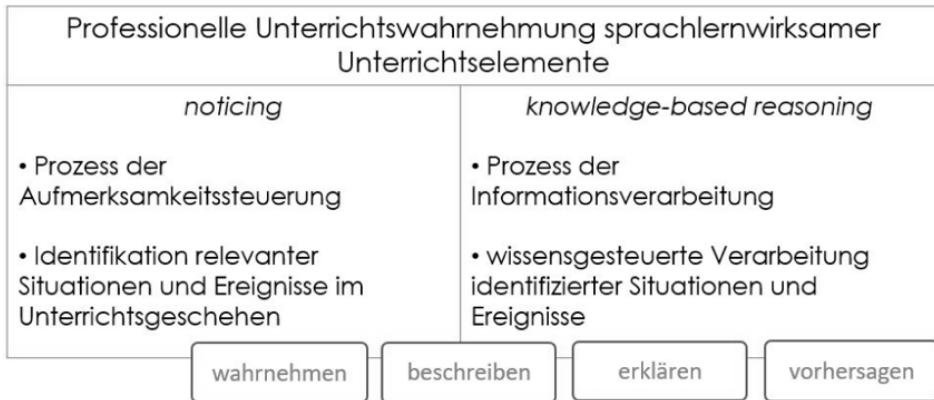 Professionelle Unterrichtswahrnehmung sprachlernwirksamer
Unterrichtselemente
noticing
• Prozess der
Aufmerksamkeitssteuerung
• Identifikation relevanter
Situationen und Ereignisse im
Unterrichtsgeschehen
knowledge-based reasoning
• Prozess der
Informationsverarbeitung
• wissensgesteuerte Verarbeitung
identifizierter Situationen und
Ereignisse
wahrnehmen
beschreiben
erklären
vorhersagen